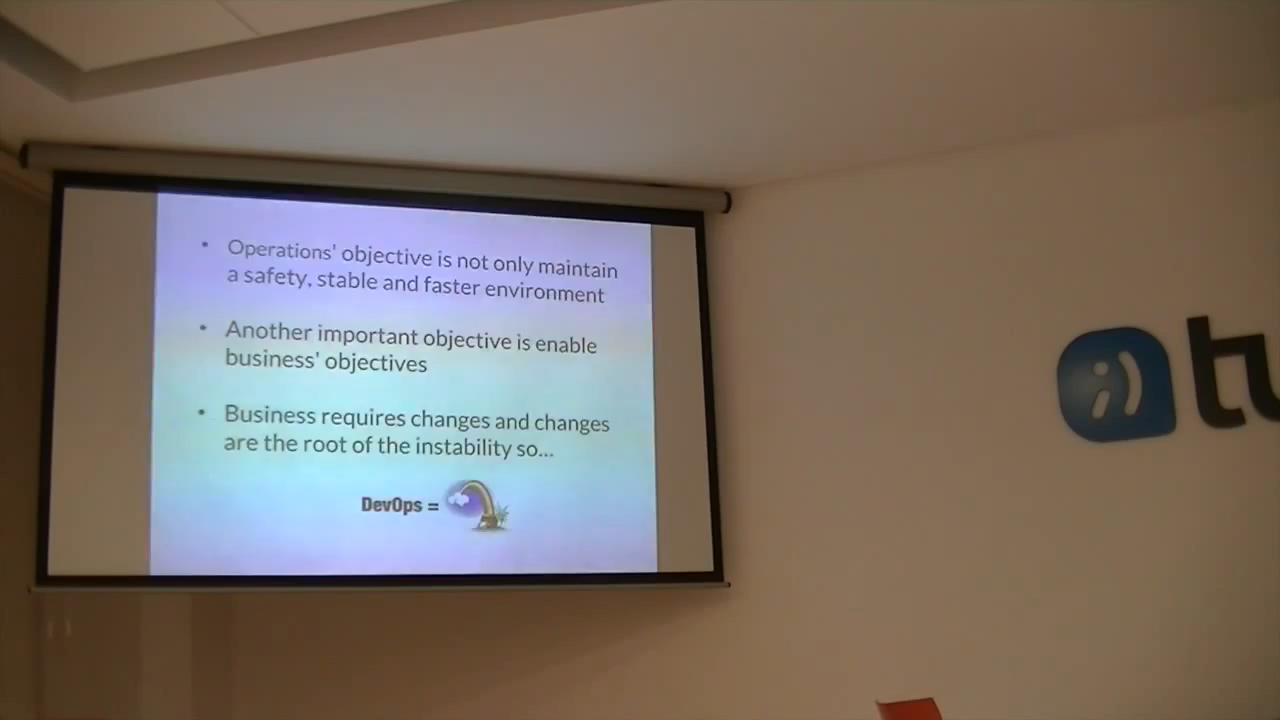 • Operations' objective is not only maintain
a safety, stable and faster environment
• Another important objective is enable
business' objectives
• Business requires changes and changes
are the root of the instability so...
DevOps =
tu